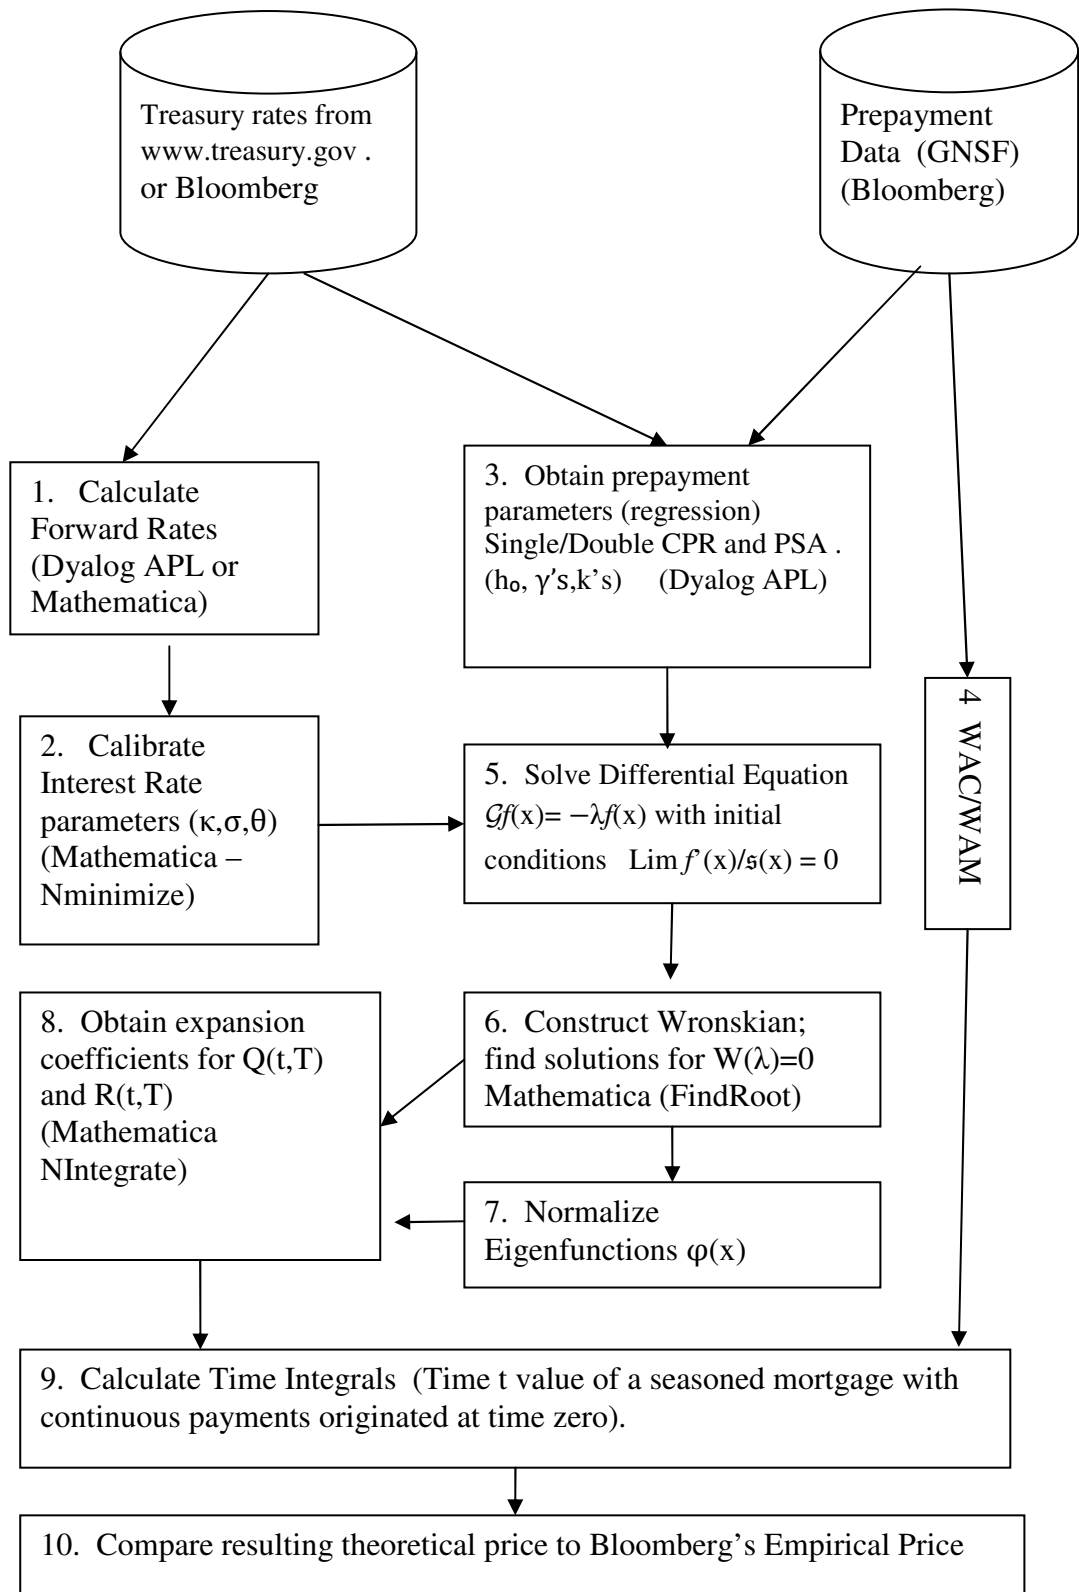 Treasury rates from
www.treasury.gov .
or Bloomberg
Prepayment
Data (GNSF)
(Bloomberg)
1. Calculate
Forward Rates
(Dyalog APL or
Mathematica)
3. Obtain prepayment
parameters (regression)
Single/Double CPR and PSA .
(h₀, γ's,k's) (Dyalog APL)
4 WAC/WAM
2. Calibrate
Interest Rate
parameters (κ,σ,θ)
(Mathematica –
Nminimize)
5. Solve Differential Equation
𝒢f(x)= −λf(x) with initial
conditions Lim f'(x)/𝔰(x) = 0
8. Obtain expansion
coefficients for Q(t,T)
and R(t,T)
(Mathematica
NIntegrate)
6. Construct Wronskian;
find solutions for W(λ)=0
Mathematica (FindRoot)
7. Normalize
Eigenfunctions φ(x)
9. Calculate Time Integrals (Time t value of a seasoned mortgage with
continuous payments originated at time zero).
10. Compare resulting theoretical price to Bloomberg's Empirical Price